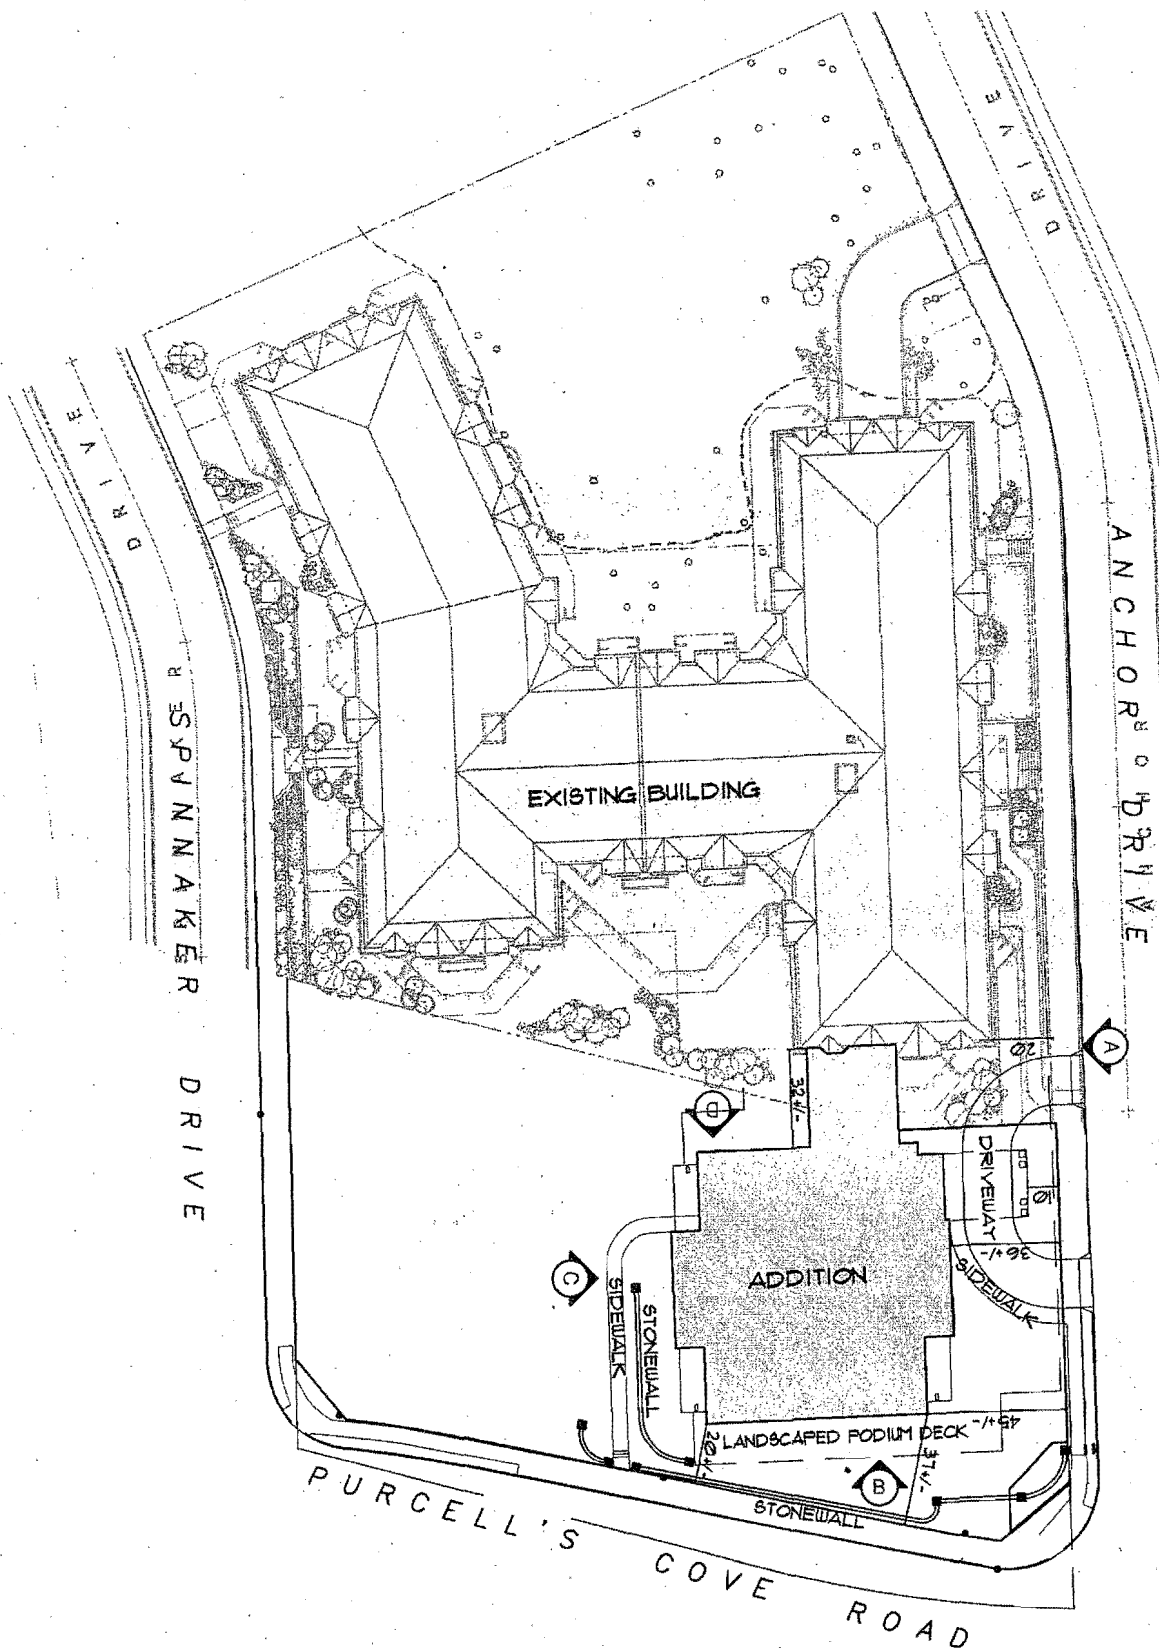 DRIVE
DRIVE
ANCHOR DRIVE
SPINNAKER DRIVE
EXISTING BUILDING
A
20
32+/-
D
DRIVEWAY
10
36+/-
SIDEWALK
ADDITION
C
SIDEWALK
STONEWALL
45+/-
LANDSCAPED PODIUM DECK
20+/-
37+/-
B
STONEWALL
PURCELL'S COVE ROAD